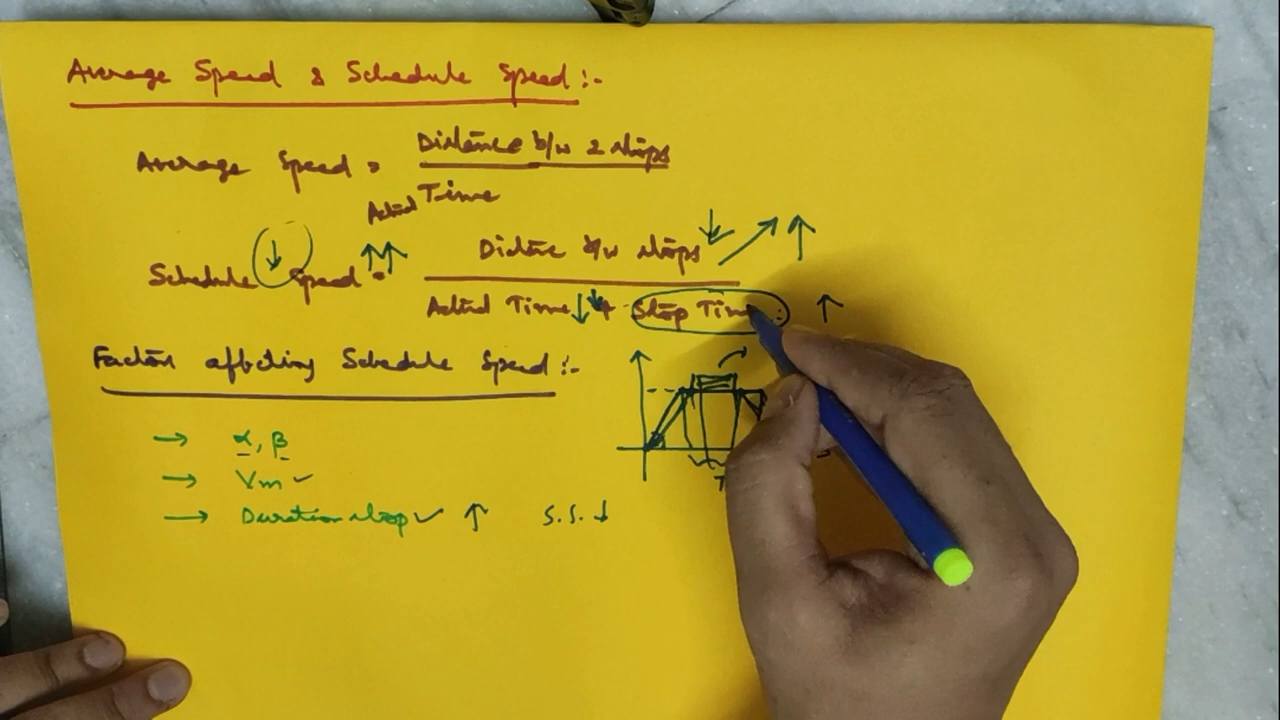 Average Speed & Schedule Speed :-
Average Speed = Distance b/w 2 stops
Actual Time
Schedule Speed = Distance b/w stops
Actual Time + Stop Time
Factors affecting Schedule Speed :-
→ α, β
→ Vm ✓
→ Duration stop ✓ ↑ S.S. ↓